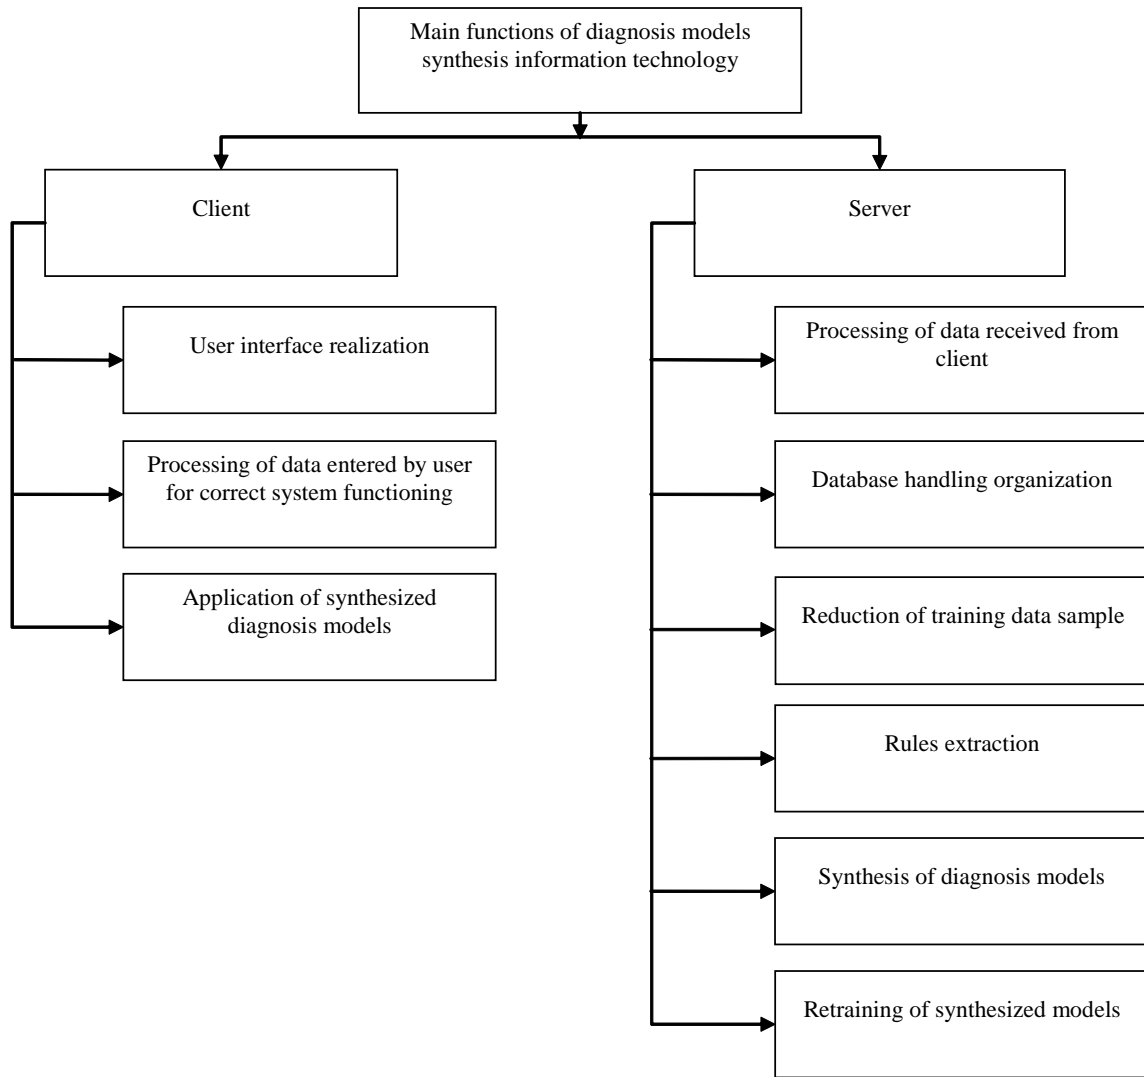 Main functions of diagnosis models
synthesis information technology
Client
Server
User interface realization
Processing of data entered by user
for correct system functioning
Application of synthesized
diagnosis models
Processing of data received from
client
Database handling organization
Reduction of training data sample
Rules extraction
Synthesis of diagnosis models
Retraining of synthesized models